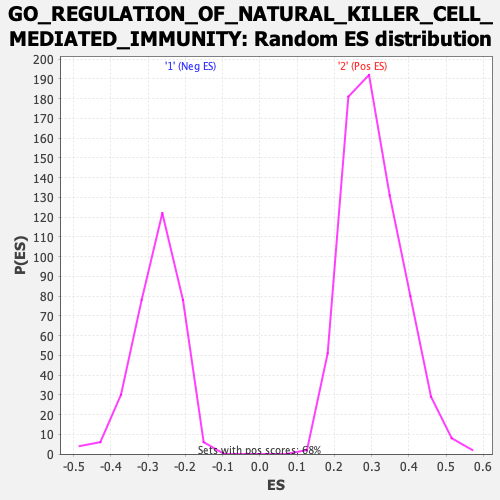 GO_REGULATION_OF_NATURAL_KILLER_CELL_
MEDIATED_IMMUNITY: Random ES distribution
'1' (Neg ES)
'2' (Pos ES)
200
190
180
170
160
150
140
130
120
110
100
90
80
70
60
50
40
30
20
10
0
P(ES)
Sets with pos scores: 68%
-0.5 -0.4 -0.3 -0.2 -0.1 0.0 0.1 0.2 0.3 0.4 0.5 0.6
ES